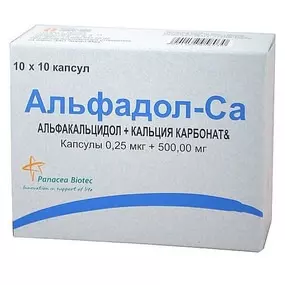 10 x 10 капсул
Альфадол-Са
АЛЬФАКАЛЬЦИДОЛ + КАЛЬЦИЯ КАРБОНАТ&
Капсулы 0,25 мкг + 500,00 мг
Panacea Biotec
Innovation in support of life